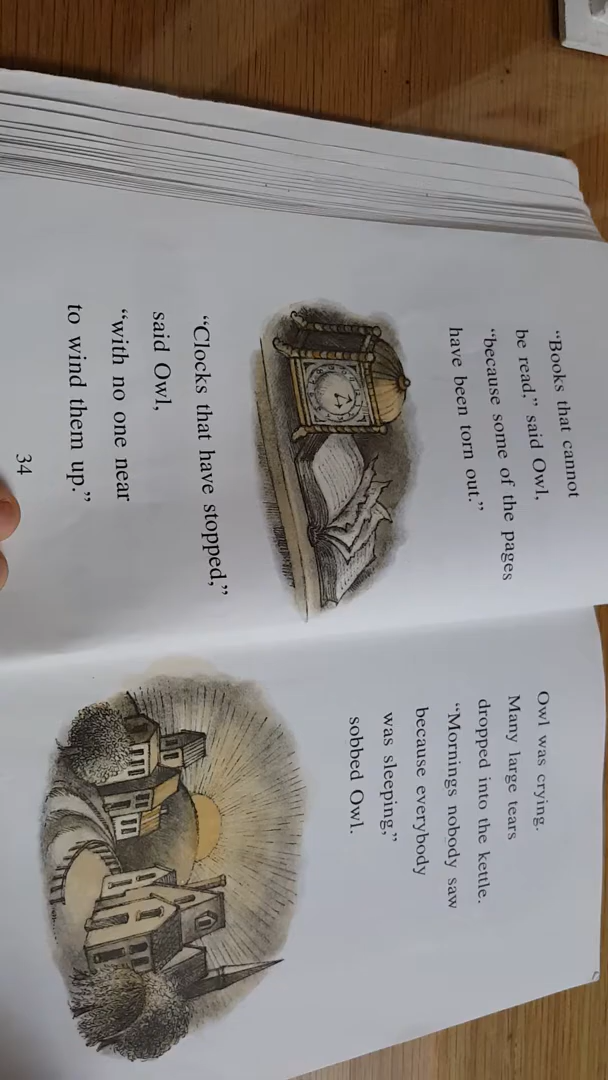 “Books that cannot
be read,” said Owl,
“because some of the pages
have been torn out.”
“Clocks that have stopped,”
said Owl,
“with no one near
to wind them up.”
34
Owl was crying.
Many large tears
dropped into the kettle.
“Mornings nobody saw
because everybody
was sleeping,”
sobbed Owl.